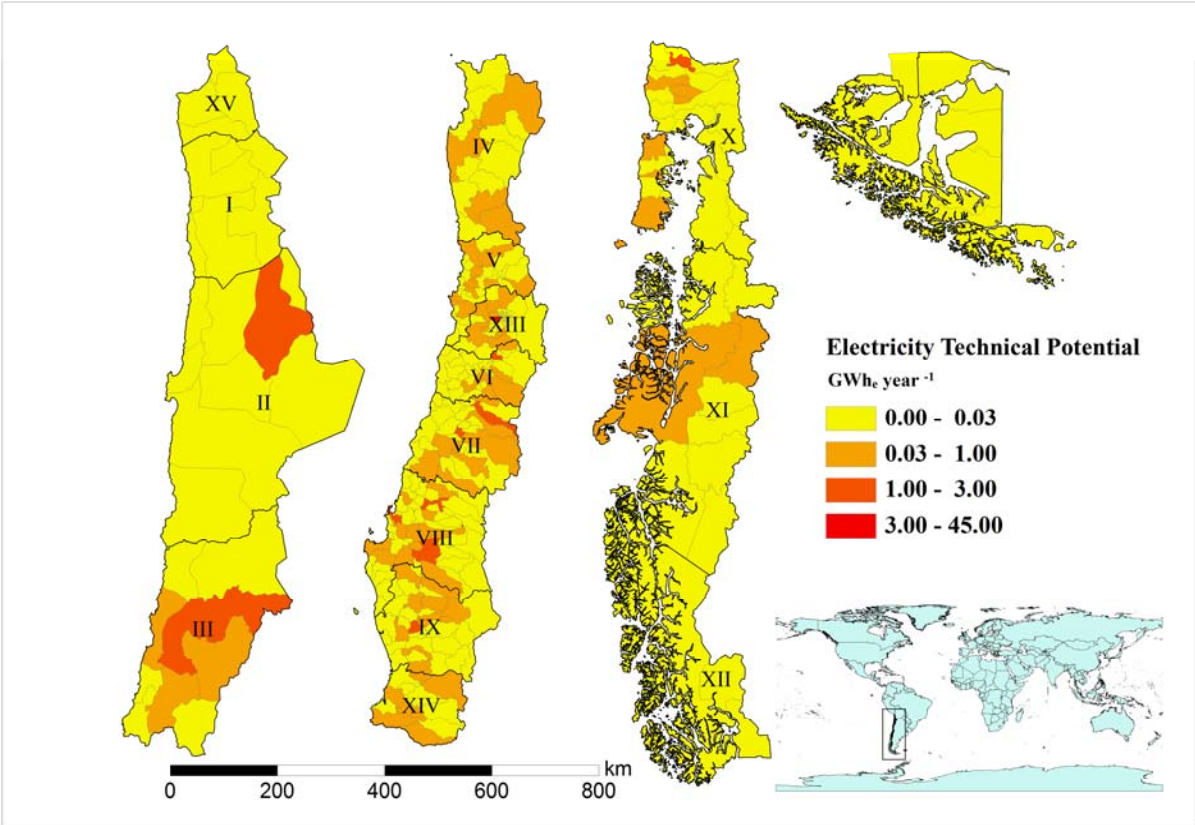 XV
I
II
III
IV
V
XIII
VI
VII
VIII
IX
XIV
X
XI
XII
Electricity Technical Potential
GWhₑ year ⁻¹
0.00 - 0.03
0.03 - 1.00
1.00 - 3.00
3.00 - 45.00
km
0 200 400 600 800